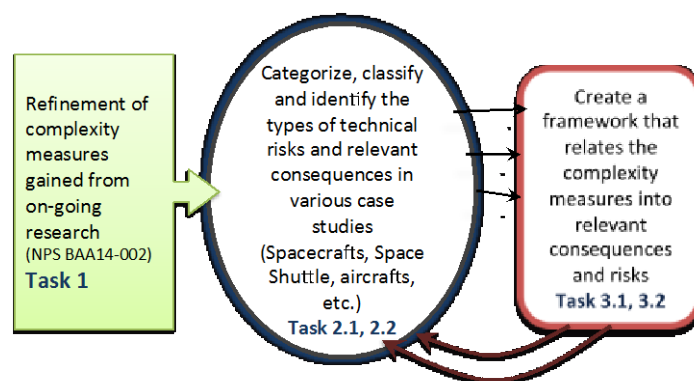 Refinement of
complexity
measures
gained from
on-going
research
(NPS BAA14-002)
Task 1
Categorize, classify
and identify the
types of technical
risks and relevant
consequences in
various case
studies
(Spacecrafts, Space
Shuttle, aircrafts,
etc.)
Task 2.1, 2.2
Create a
framework that
relates the
complexity
measures into
relevant
consequences
and risks
Task 3.1, 3.2